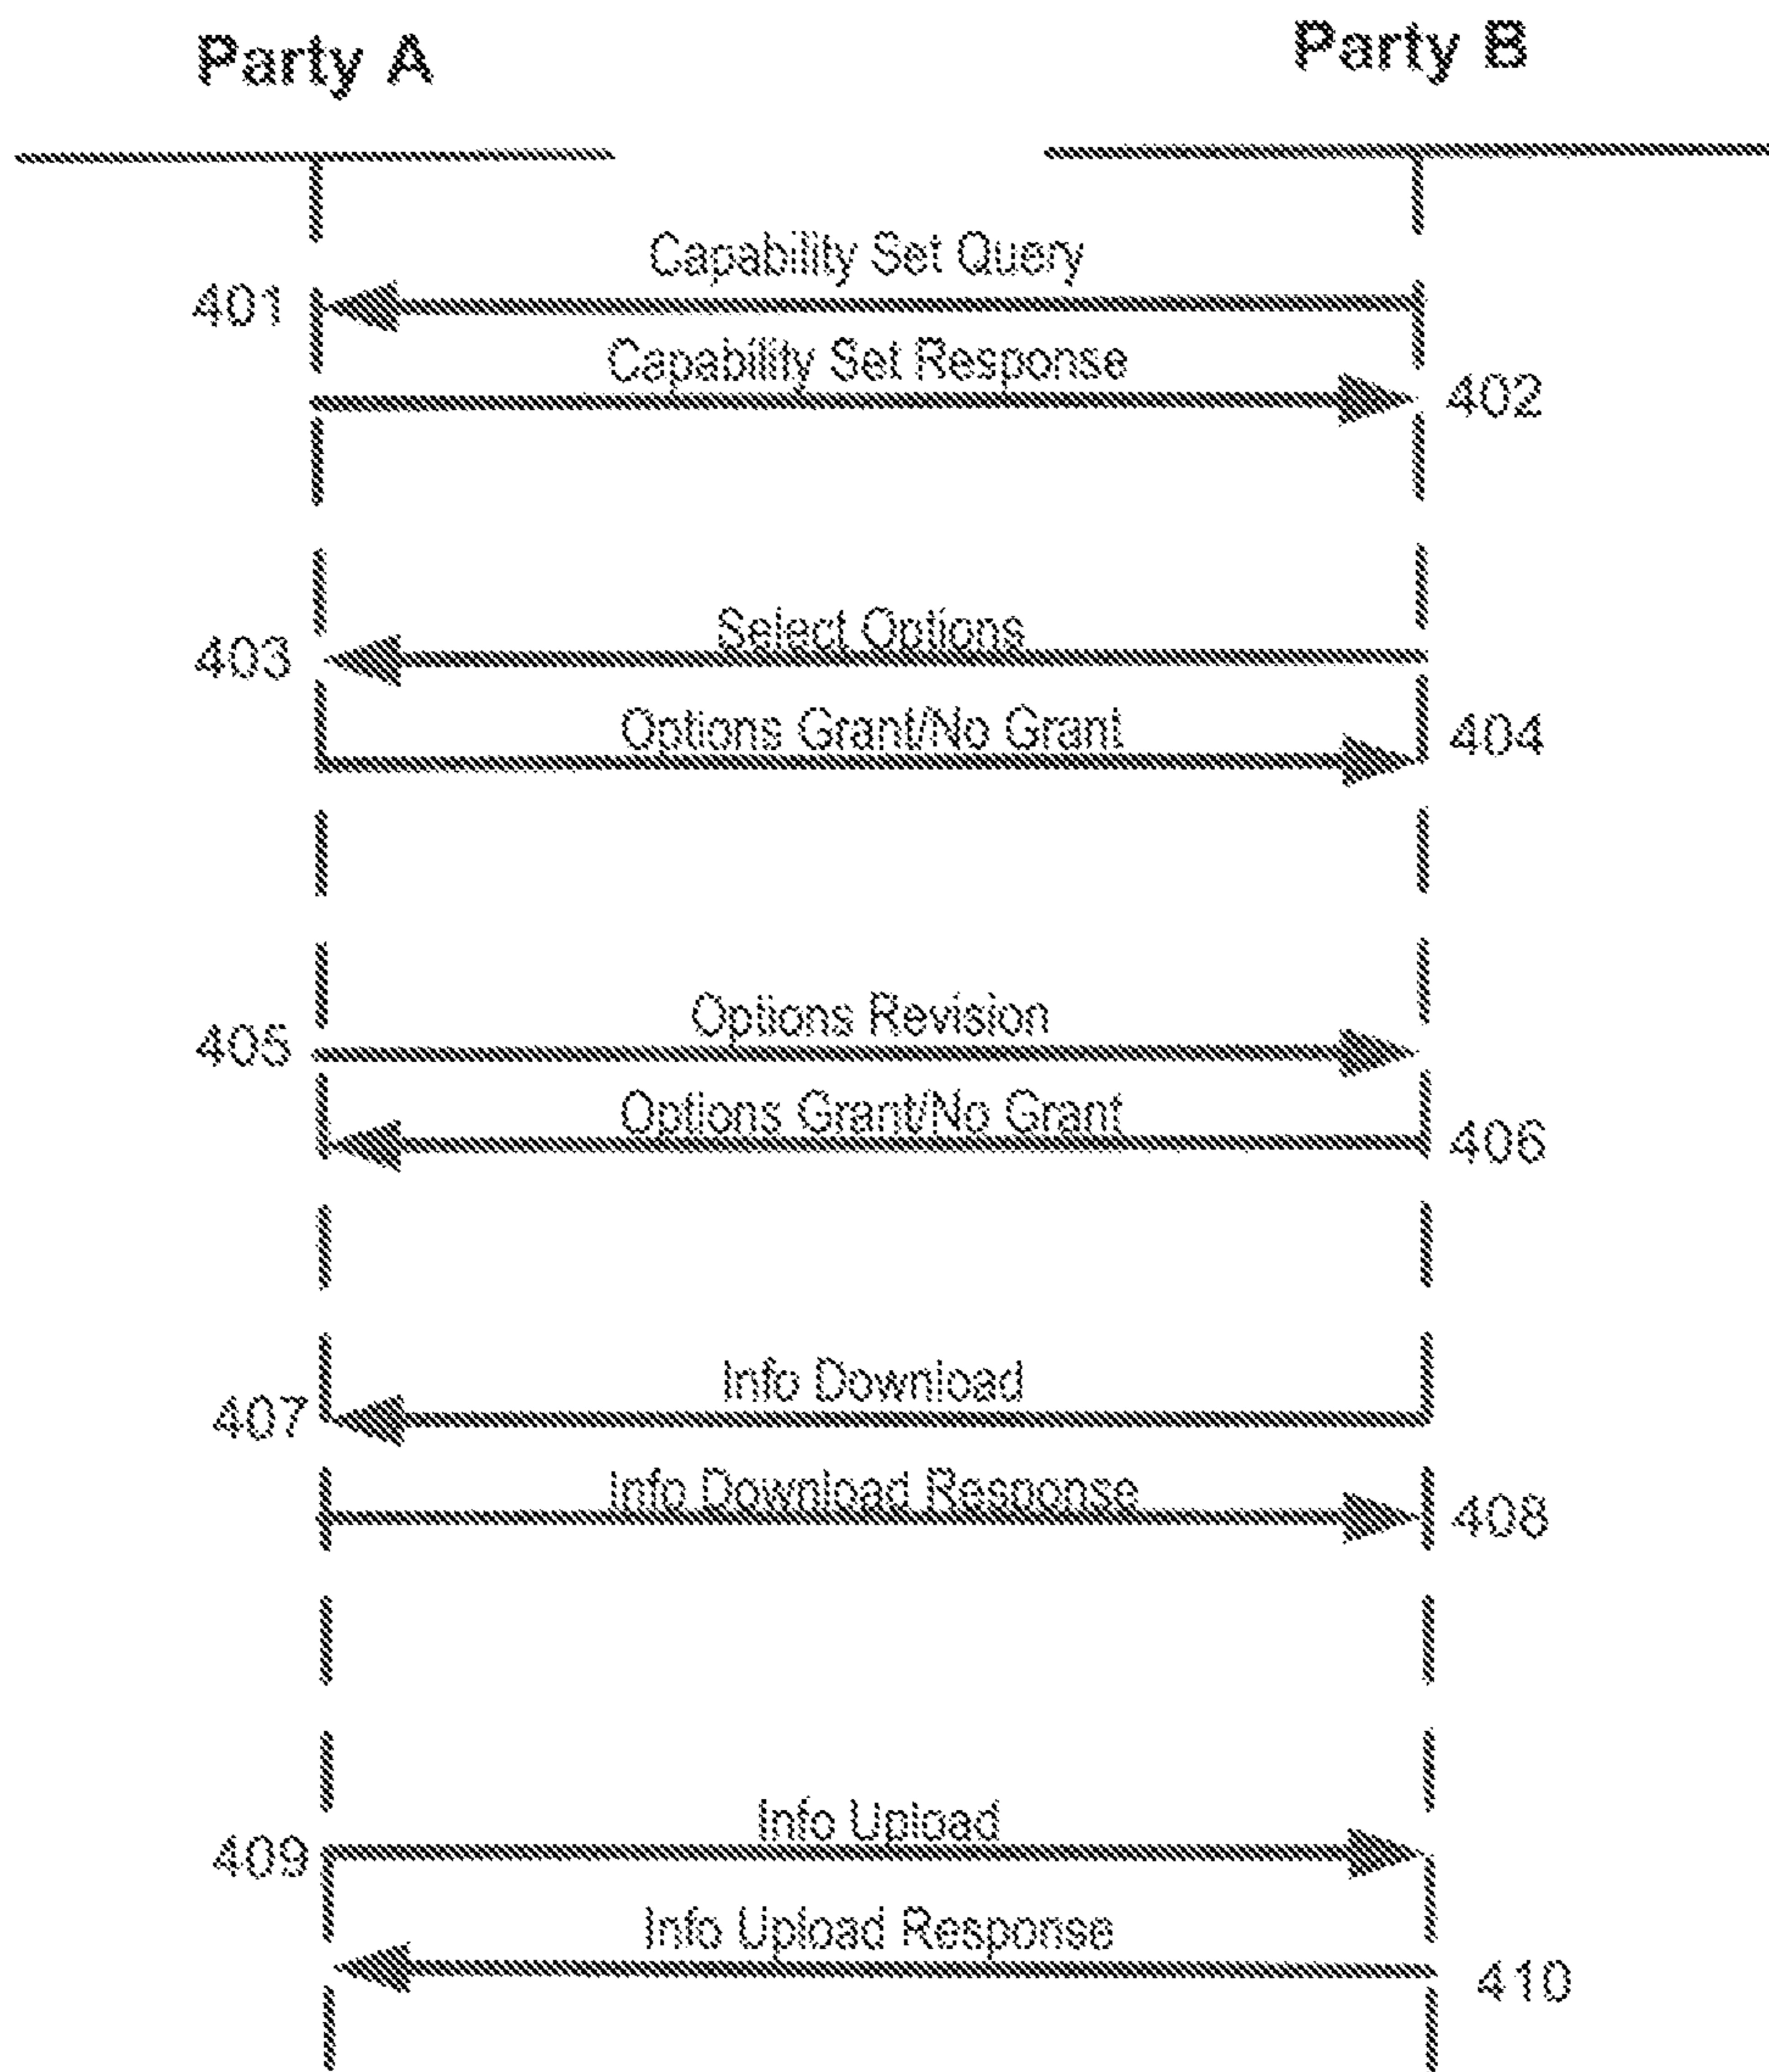 Party A
Party B
Capability Set Query
401
Capability Set Response
402
Select Options
403
Options Grant/No Grant
404
Options Revision
405
Options Grant/No Grant
406
Info Download
407
Info Download Response
408
Info Upload
409
Info Upload Response
410